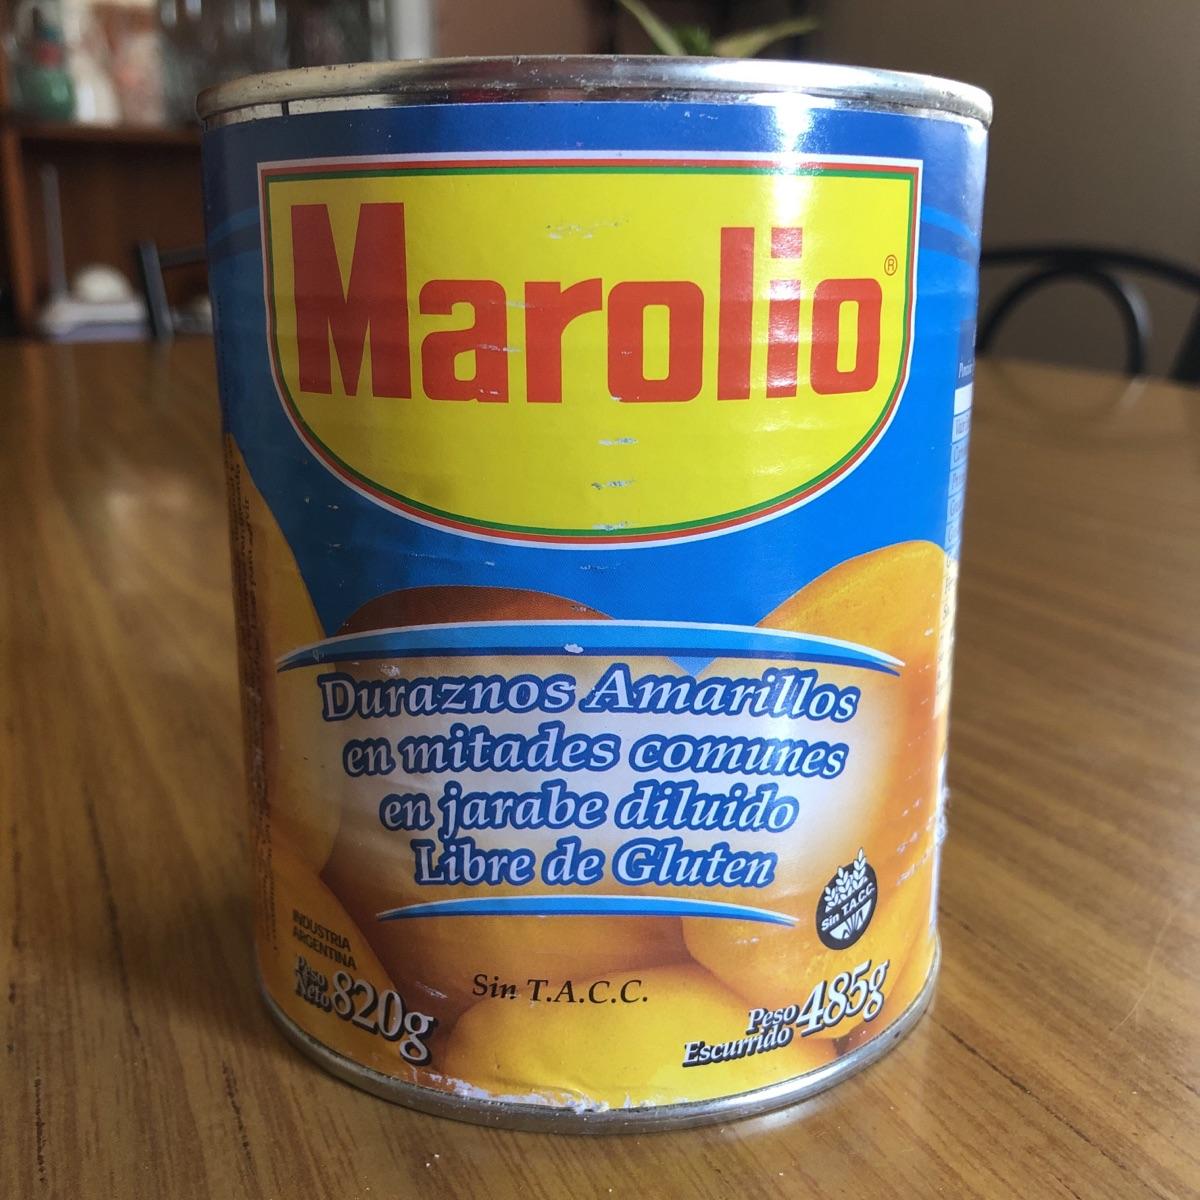 Marolio®
Duraznos Amarillos
en mitades comunes
en jarabe diluido
Libre de Gluten
Sin T.A.C.C.
INDUSTRIA
ARGENTINA
Peso
Neto 820g
Sin T.A.C.C.
Peso
Escurrido 485g